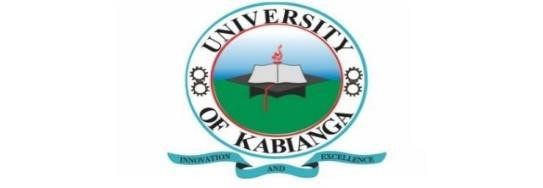 UNIVERSITY
OF KABIANGA
INNOVATION AND EXCELLENCE